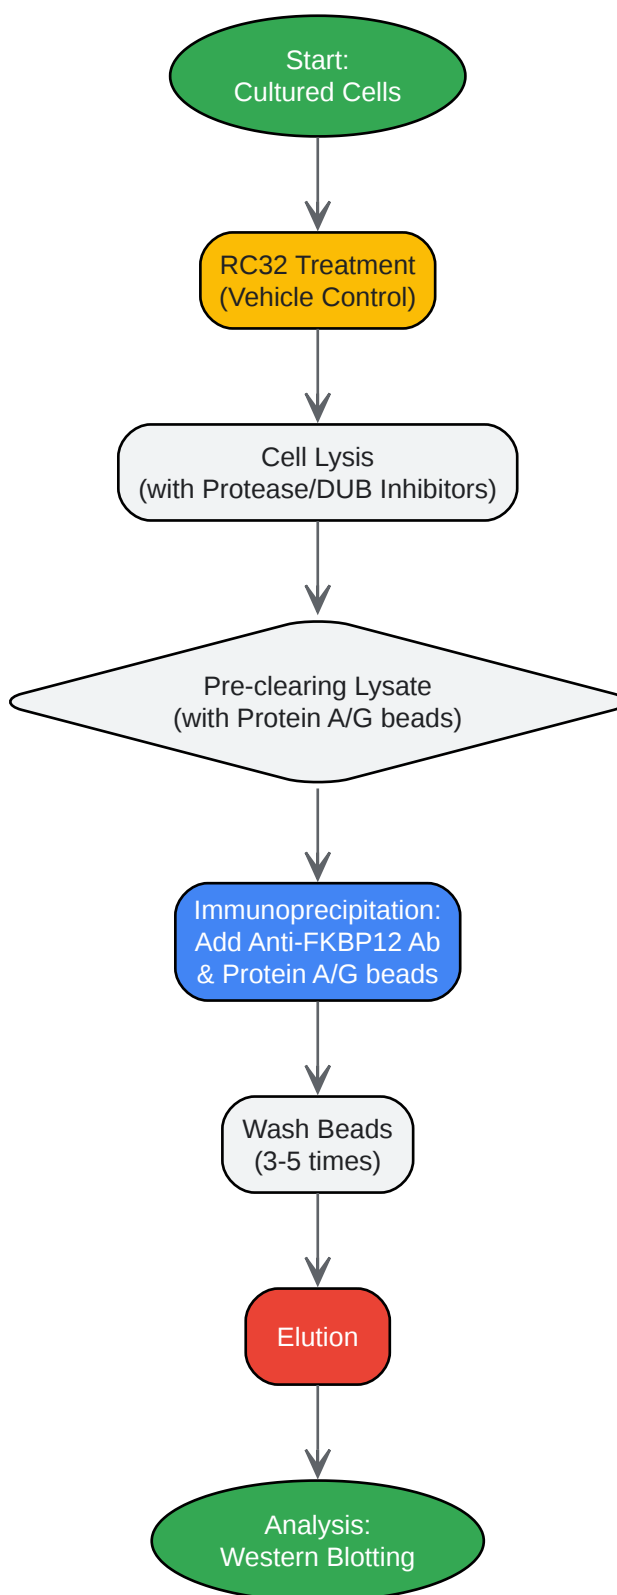 Start:
Cultured Cells
RC32 Treatment
(Vehicle Control)
Cell Lysis
(with Protease/DUB Inhibitors)
Pre-clearing Lysate
(with Protein A/G beads)
Immunoprecipitation:
Add Anti-FKBP12 Ab
& Protein A/G beads
Wash Beads
(3-5 times)
Elution
Analysis:
Western Blotting